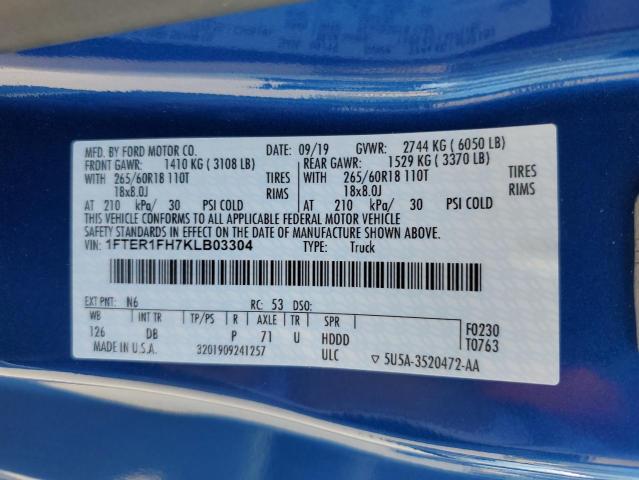 MFD. BY FORD MOTOR CO. 09/19 GVWR: 2744 KG ( 6050 LB)
FRONT GAWR: 1410 KG ( 3108 LB) REAR GAWR: 1529 KG ( 3370 LB)
WITH 265/60R18 110T TIRES WITH 265/60R18 110T TIRES
18x8.0J RIMS 18x8.0J RIMS
AT 210 kPa/ 30 PSI COLD AT 210 kPa/ 30 PSI COLD
THIS VEHICLE CONFORMS TO ALL APPLICABLE FEDERAL MOTOR VEHICLE
SAFETY STANDARDS IN EFFECT ON THE DATE OF MANUFACTURE SHOWN ABOVE.
VIN: 1FTER1FH7KLB03304 TYPE: Truck
EXT PNT: N6 RC: 53 DSO:
WB INT TR TP/PS R AXLE TR SPR F0230
126 DB P 71 U HDDD T0763
MADE IN U.S.A. 3201909241257 ULC 5U5A-3520472-AA